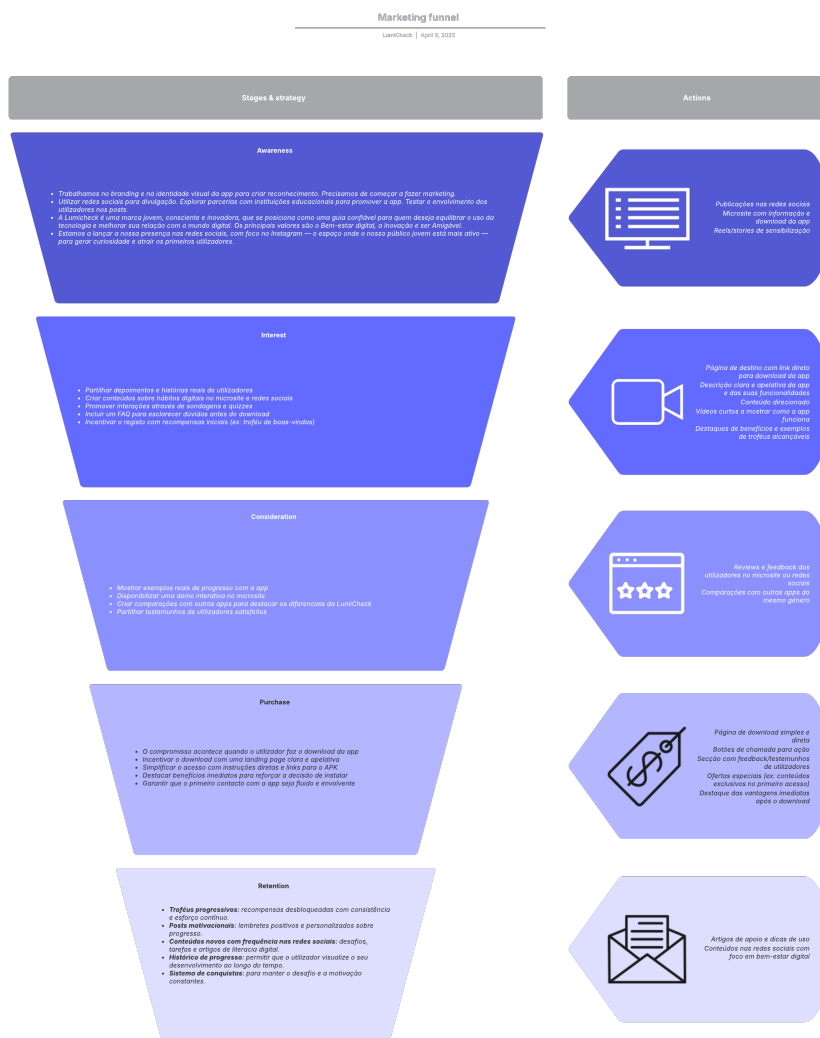 Marketing funnel
LumiCheck | April 9, 2025
Stages & strategy
Actions
Awareness
• Trabalhamos no branding e na identidade visual da app para criar reconhecimento. Precisamos de começar a fazer marketing.
• Utilizar redes sociais para divulgação. Explorar parcerias com instituições educacionais para promover a app. Testar o envolvimento dos
utilizadores nos posts.
• A Lumicheck é uma marca jovem, consciente e inovadora, que se posiciona como uma guia confiável para quem deseja equilibrar o uso da
tecnologia e melhorar sua relação com o mundo digital. Os principais valores são o Bem-estar digital, a Inovação e ser Amigável.
• Estamos a lançar a nossa presença nas redes sociais, com foco no Instagram — o espaço onde o nosso público jovem está mais ativo —
para gerar curiosidade e atrair os primeiros utilizadores.
Publicações nas redes sociais
Microsite com informação e
download da app
Reels/stories de sensibilização
Interest
• Partilhar depoimentos e histórias reais de utilizadores
• Criar conteúdos sobre hábitos digitais no microsite e redes sociais
• Promover interações através de sondagens e quizzes
• Incluir um FAQ para esclarecer dúvidas antes do download
• Incentivar o registo com recompensas iniciais (ex: troféu de boas-vindas)
Página de destino com link direto
para download da app
Descrição clara e apelativa da app
e das suas funcionalidades
Conteúdo direcionado
Vídeos curtos a mostrar como a app
funciona
Destaques de benefícios e exemplos
de troféus alcançáveis
Consideration
• Mostrar exemplos reais de progresso com a app
• Disponibilizar uma demo interativa no microsite
• Criar comparações com outras apps para destacar os diferenciais da LumiCheck
• Partilhar testemunhos de utilizadores satisfeitos
Reviews e feedback dos
utilizadores no microsite ou redes
sociais
Comparações com outras apps do
mesmo género
Purchase
• O compromisso acontece quando o utilizador faz o download da app
• Incentivar o download com uma landing page clara e apelativa
• Simplificar o acesso com instruções diretas e links para o APK
• Destacar benefícios imediatos para reforçar a decisão de instalar
• Garantir que o primeiro contacto com a app seja fluido e envolvente
Página de download simples e
direta
Botões de chamada para ação
Secção com feedback/testemunhos
de utilizadores
Ofertas especiais (ex: conteúdos
exclusivos no primeiro acesso)
Destaque das vantagens imediatas
após o download
Retention
• Troféus progressivos: recompensas desbloqueadas com consistência
e esforço contínuo.
• Posts motivacionais: lembretes positivos e personalizados sobre
progresso.
• Conteúdos novos com frequência nas redes sociais: desafios,
tarefas e artigos de literacia digital.
• Histórico de progresso: permitir que o utilizador visualize o seu
desenvolvimento ao longo do tempo.
• Sistema de conquistas: para manter o desafio e a motivação
constantes.
Artigos de apoio e dicas de uso
Conteúdos nas redes sociais com
foco em bem-estar digital